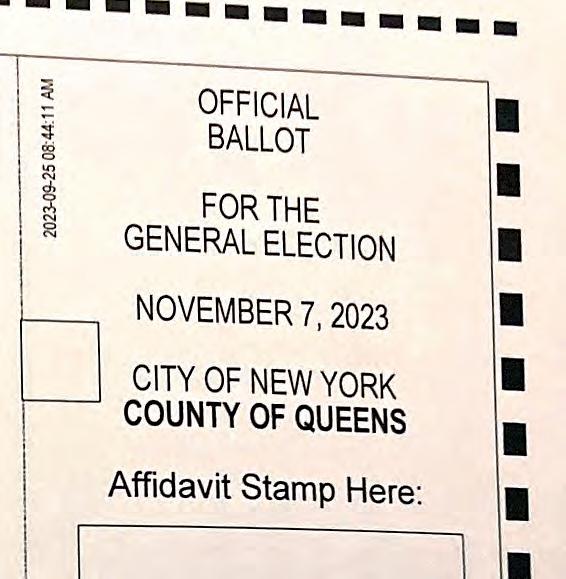 2023-09-25 08:44:11 AM
OFFICIAL
BALLOT
FOR THE
GENERAL ELECTION
NOVEMBER 7, 2023
CITY OF NEW YORK
COUNTY OF QUEENS
Affidavit Stamp Here: